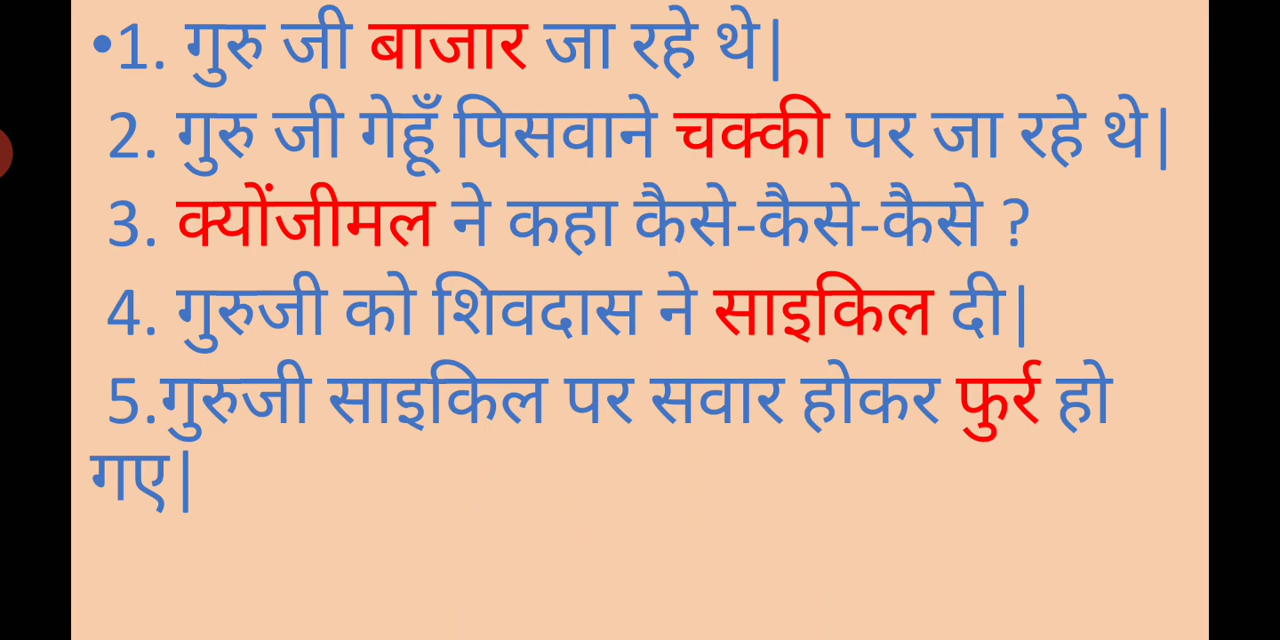 •1. गुरु जी बाजार जा रहे थे|
2. गुरु जी गेहूँ पिसवाने चक्की पर जा रहे थे|
3. क्योंजीमल ने कहा कैसे-कैसे-कैसे ?
4. गुरुजी को शिवदास ने साइकिल दी|
5.गुरुजी साइकिल पर सवार होकर फुर्र हो
गए|